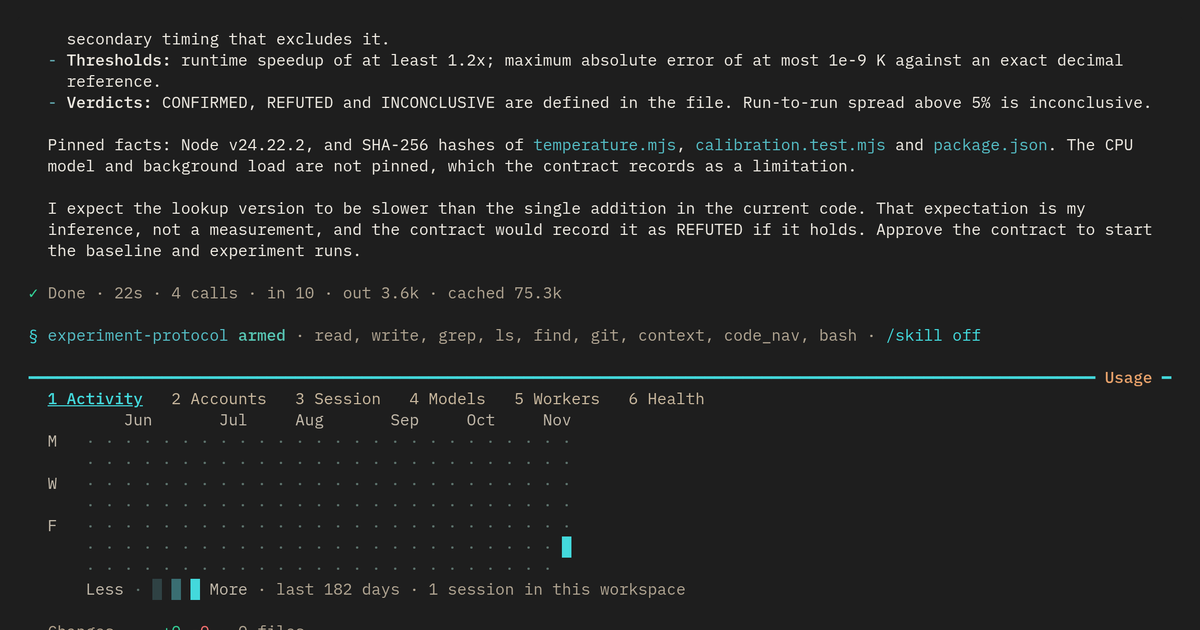 secondary timing that excludes it.
- Thresholds: runtime speedup of at least 1.2x; maximum absolute error of at most 1e-9 K against an exact decimal
reference.
- Verdicts: CONFIRMED, REFUTED and INCONCLUSIVE are defined in the file. Run-to-run spread above 5% is inconclusive.
Pinned facts: Node v24.22.2, and SHA-256 hashes of temperature.mjs, calibration.test.mjs and package.json. The CPU
model and background load are not pinned, which the contract records as a limitation.
I expect the lookup version to be slower than the single addition in the current code. That expectation is my
inference, not a measurement, and the contract would record it as REFUTED if it holds. Approve the contract to start
the baseline and experiment runs.
✓ Done · 22s · 4 calls · in 10 · out 3.6k · cached 75.3k
§ experiment-protocol armed · read, write, grep, ls, find, git, context, code_nav, bash · /skill off
Usage
1 Activity 2 Accounts 3 Session 4 Models 5 Workers 6 Health
Jun Jul Aug Sep Oct Nov
M
W
F
Less · More · last 182 days · 1 session in this workspace